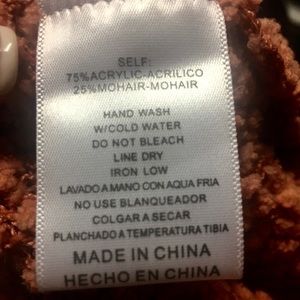 SELF:
75%ACRYLIC-ACRILICO
25%MOHAIR-MOHAIR
HAND WASH
W/COLD WATER
DO NOT BLEACH
LINE DRY
IRON LOW
LAVADO A MANO CON AQUA FRIA
NO USE BLANQUEADOR
COLGAR A SECAR
PLANCHADO A TEMPERATURA TIBIA
MADE IN CHINA
HECHO EN CHINA